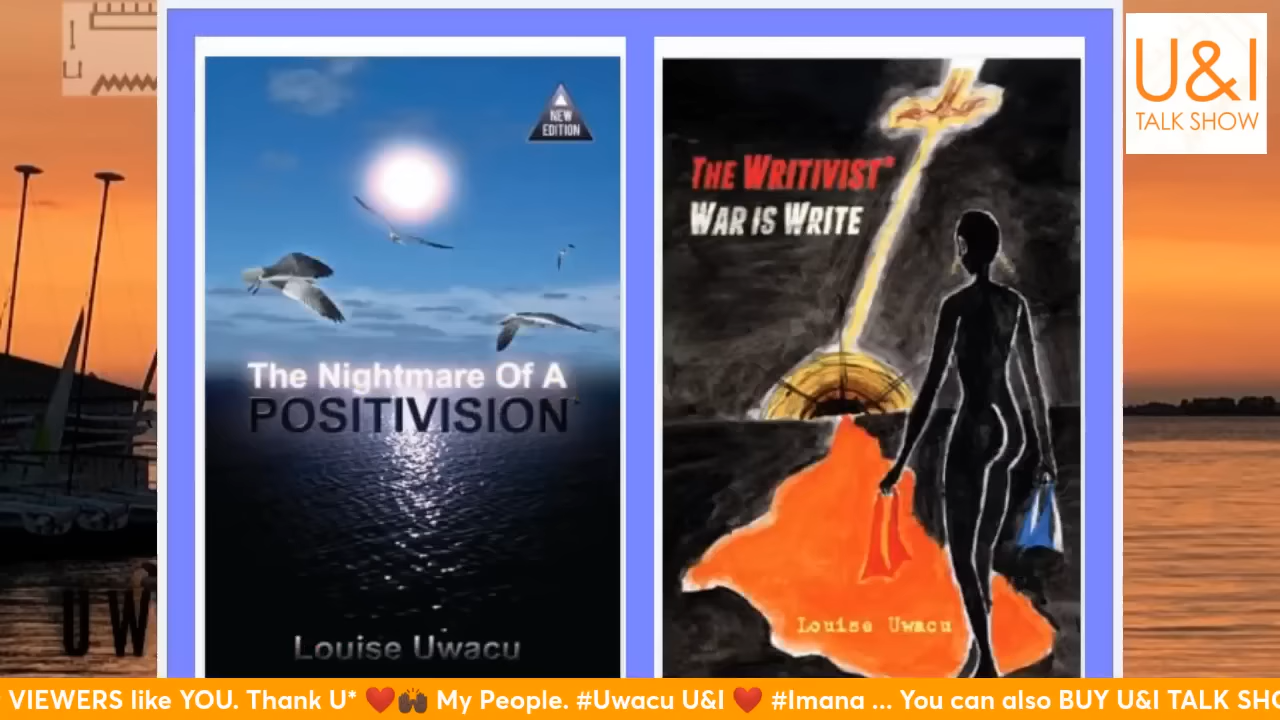 U&I
TALK SHOW
NEW
EDITION
THE WRITIVIST*
WAR IS WRITE
The Nightmare Of A
POSITIVISION
Louise Uwacu
Louise Uwacu
U W
VIEWERS like YOU. Thank U* ❤️🙌🏾 My People. #Uwacu U&I ❤️ #Imana ... You can also BUY U&I TALK SHO